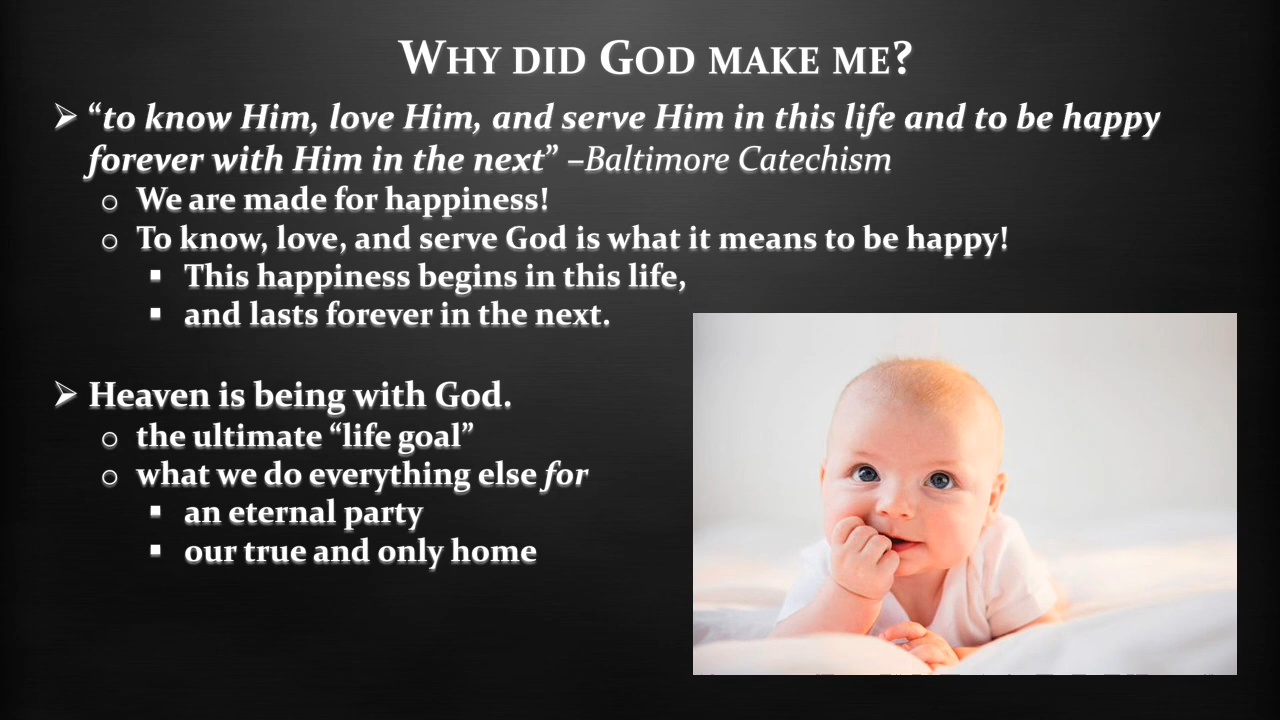 WHY DID GOD MAKE ME?
➢ “to know Him, love Him, and serve Him in this life and to be happy
forever with Him in the next” –Baltimore Catechism
o We are made for happiness!
o To know, love, and serve God is what it means to be happy!
▪ This happiness begins in this life,
▪ and lasts forever in the next.
➢ Heaven is being with God.
o the ultimate “life goal”
o what we do everything else for
▪ an eternal party
▪ our true and only home